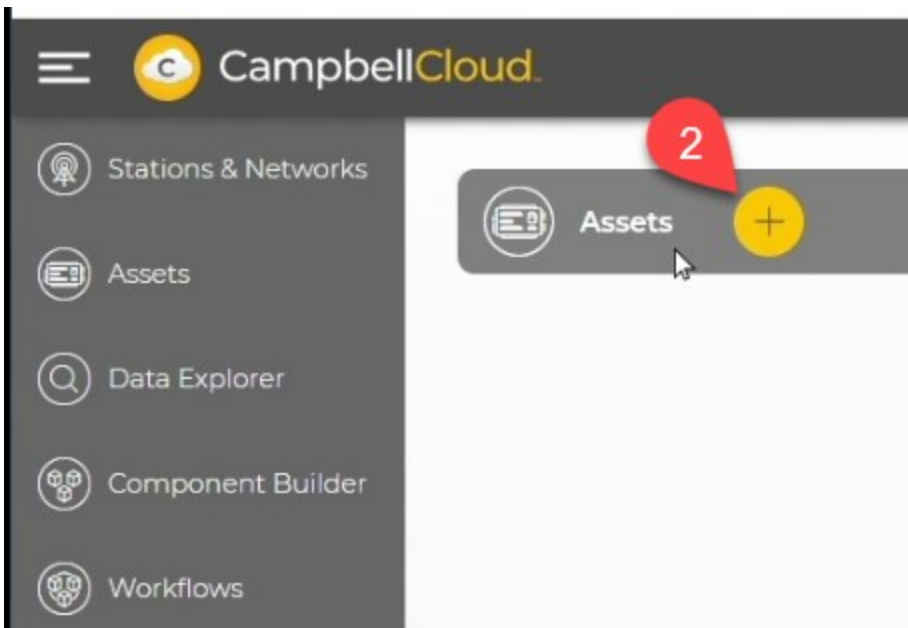 C CampbellCloud
Stations & Networks
Assets
Data Explorer
Component Builder
Workflows
Assets
2
+